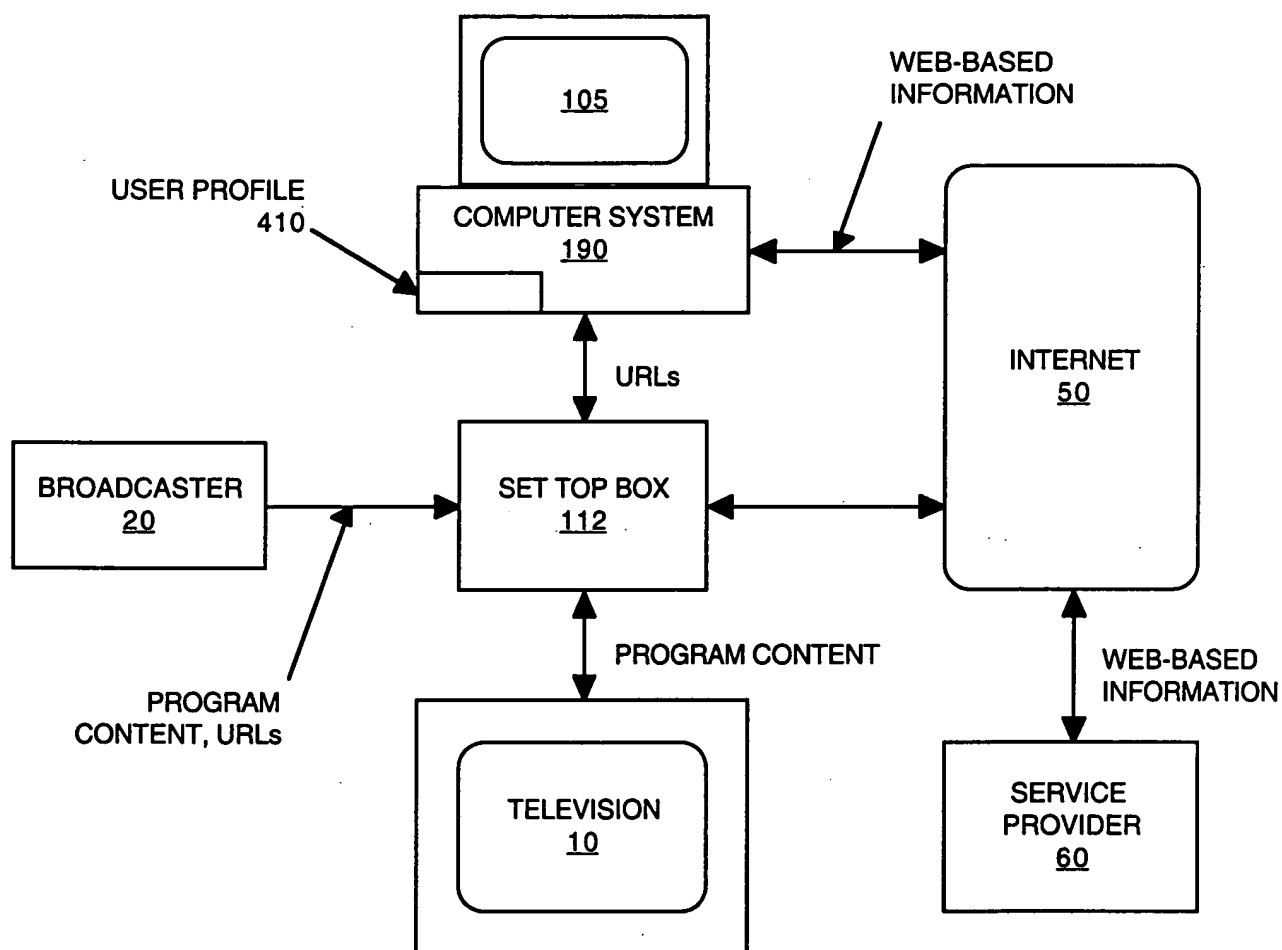 105
WEB-BASED
INFORMATION
USER PROFILE
410
COMPUTER SYSTEM
190
INTERNET
50
URLs
BROADCASTER
20
SET TOP BOX
112
PROGRAM
CONTENT, URLs
PROGRAM CONTENT
WEB-BASED
INFORMATION
TELEVISION
10
SERVICE
PROVIDER
60